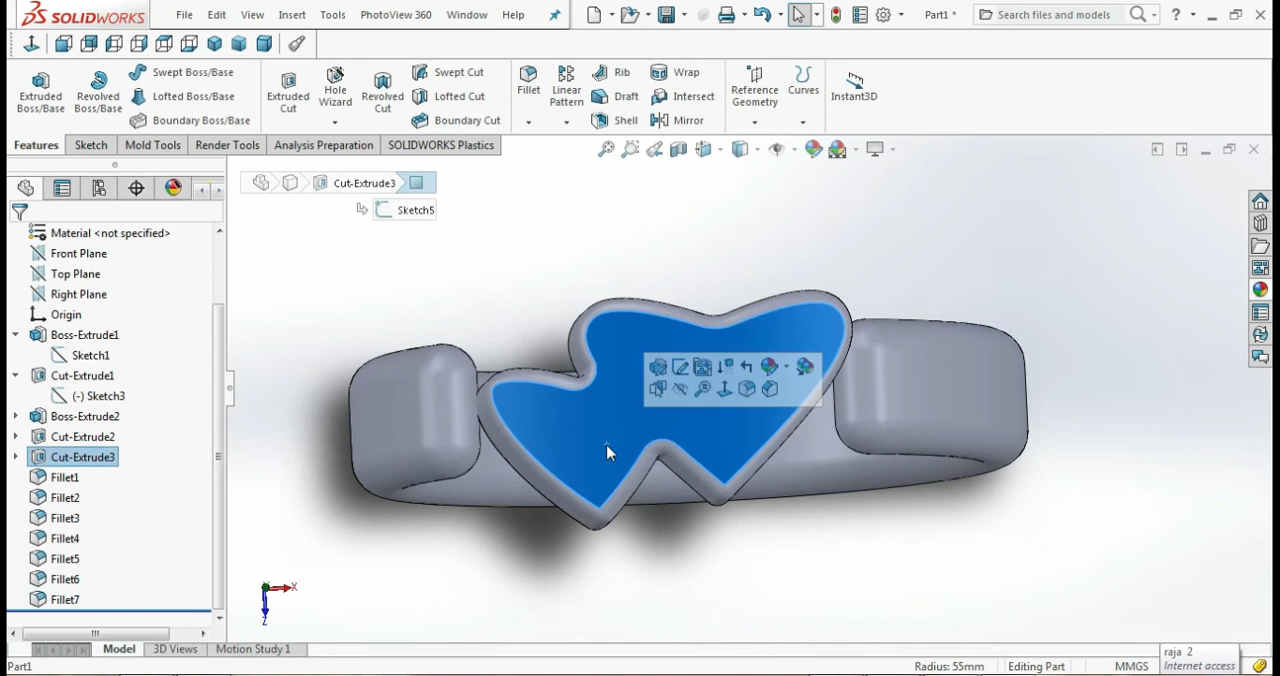 SOLIDWORKS File Edit View Insert Tools PhotoView 360 Window Help Part1 * Search files and models ?
Extruded Boss/Base
Revolved Boss/Base
Swept Boss/Base
Lofted Boss/Base
Boundary Boss/Base
Extruded Cut
Hole Wizard
Revolved Cut
Swept Cut
Lofted Cut
Boundary Cut
Fillet
Linear Pattern
Rib
Draft
Shell
Wrap
Intersect
Mirror
Reference Geometry
Curves
Instant3D
Features Sketch Mold Tools Render Tools Analysis Preparation SOLIDWORKS Plastics
Cut-Extrude3
Sketch5
Material <not specified>
Front Plane
Top Plane
Right Plane
Origin
Boss-Extrude1
Sketch1
Cut-Extrude1
(-) Sketch3
Boss-Extrude2
Cut-Extrude2
Cut-Extrude3
Fillet1
Fillet2
Fillet3
Fillet4
Fillet5
Fillet6
Fillet7
X
Z
Model 3D Views Motion Study 1
Part1 Radius: 55mm Editing Part MMGS
raja 2
Internet access